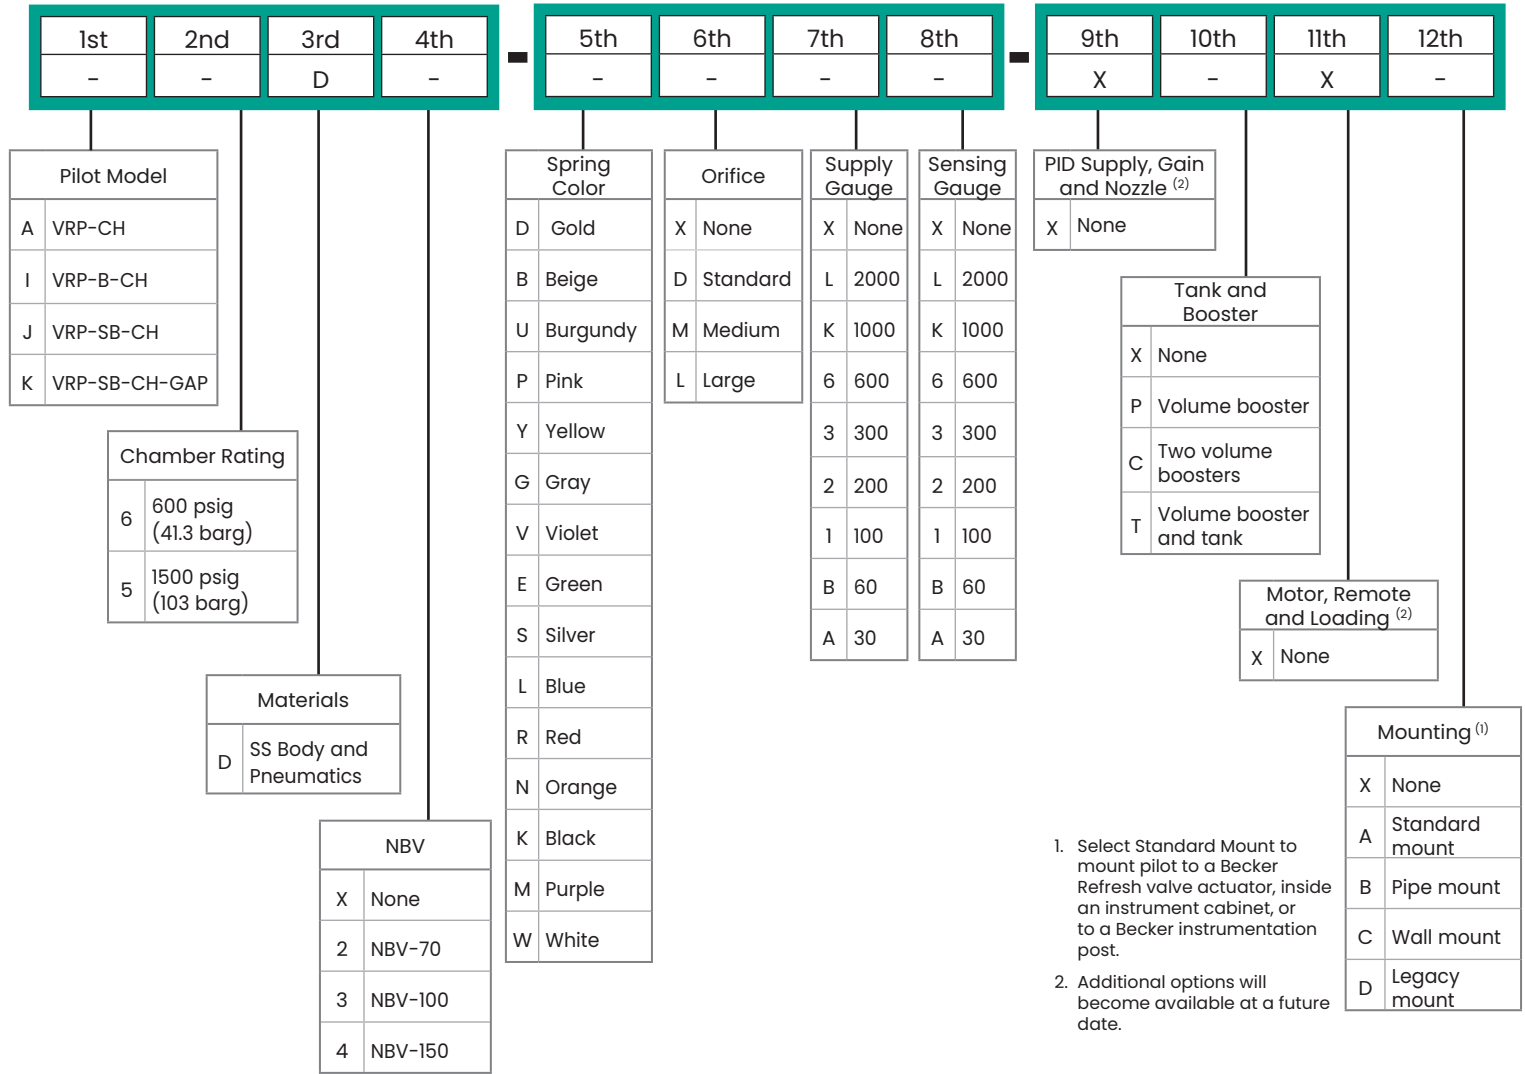 1st 2nd 3rd 4th - 5th 6th 7th 8th - 9th 10th 11th 12th
- - D - - - - - X - X -
Pilot Model
A VRP-CH
I VRP-B-CH
J VRP-SB-CH
K VRP-SB-CH-GAP
Chamber Rating
6 600 psig
(41.3 barg)
5 1500 psig
(103 barg)
Materials
D SS Body and
Pneumatics
NBV
X None
2 NBV-70
3 NBV-100
4 NBV-150
Spring
Color
D Gold
B Beige
U Burgundy
P Pink
Y Yellow
G Gray
V Violet
E Green
S Silver
L Blue
R Red
N Orange
K Black
M Purple
W White
Orifice
X None
D Standard
M Medium
L Large
Supply
Gauge
X None
L 2000
K 1000
6 600
3 300
2 200
1 100
B 60
A 30
Sensing
Gauge
X None
L 2000
K 1000
6 600
3 300
2 200
1 100
B 60
A 30
PID Supply, Gain
and Nozzle (2)
X None
Tank and
Booster
X None
P Volume booster
C Two volume
boosters
T Volume booster
and tank
Motor, Remote
and Loading (2)
X None
Mounting (1)
X None
A Standard
mount
B Pipe mount
C Wall mount
D Legacy
mount
1. Select Standard Mount to
mount pilot to a Becker
Refresh valve actuator, inside
an instrument cabinet, or
to a Becker instrumentation
post.
2. Additional options will
become available at a future
date.